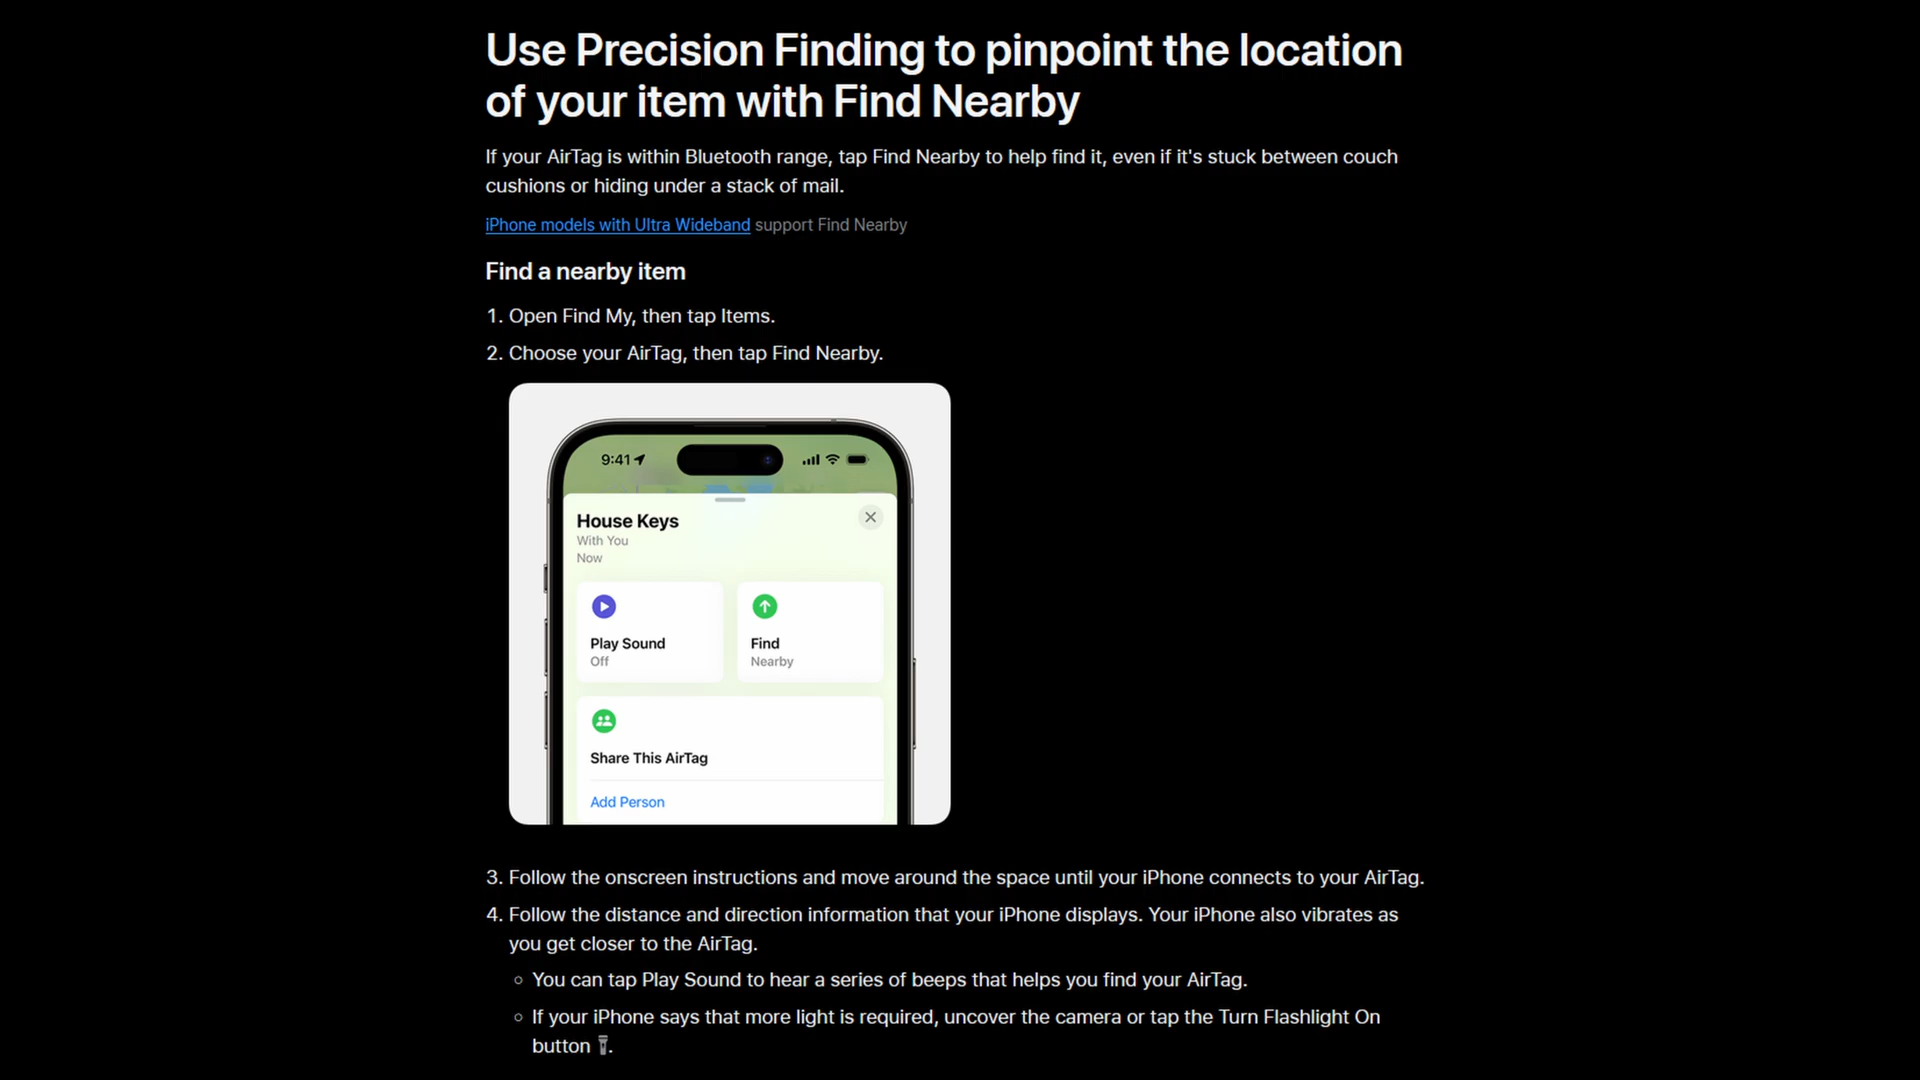 Use Precision Finding to pinpoint the location
of your item with Find Nearby
If your AirTag is within Bluetooth range, tap Find Nearby to help find it, even if it's stuck between couch
cushions or hiding under a stack of mail.
iPhone models with Ultra Wideband support Find Nearby
Find a nearby item
1. Open Find My, then tap Items.
2. Choose your AirTag, then tap Find Nearby.
9:41
House Keys
With You
Now
Play Sound
Off
Find
Nearby
Share This AirTag
Add Person
3. Follow the onscreen instructions and move around the space until your iPhone connects to your AirTag.
4. Follow the distance and direction information that your iPhone displays. Your iPhone also vibrates as
you get closer to the AirTag.
You can tap Play Sound to hear a series of beeps that helps you find your AirTag.
If your iPhone says that more light is required, uncover the camera or tap the Turn Flashlight On
button .